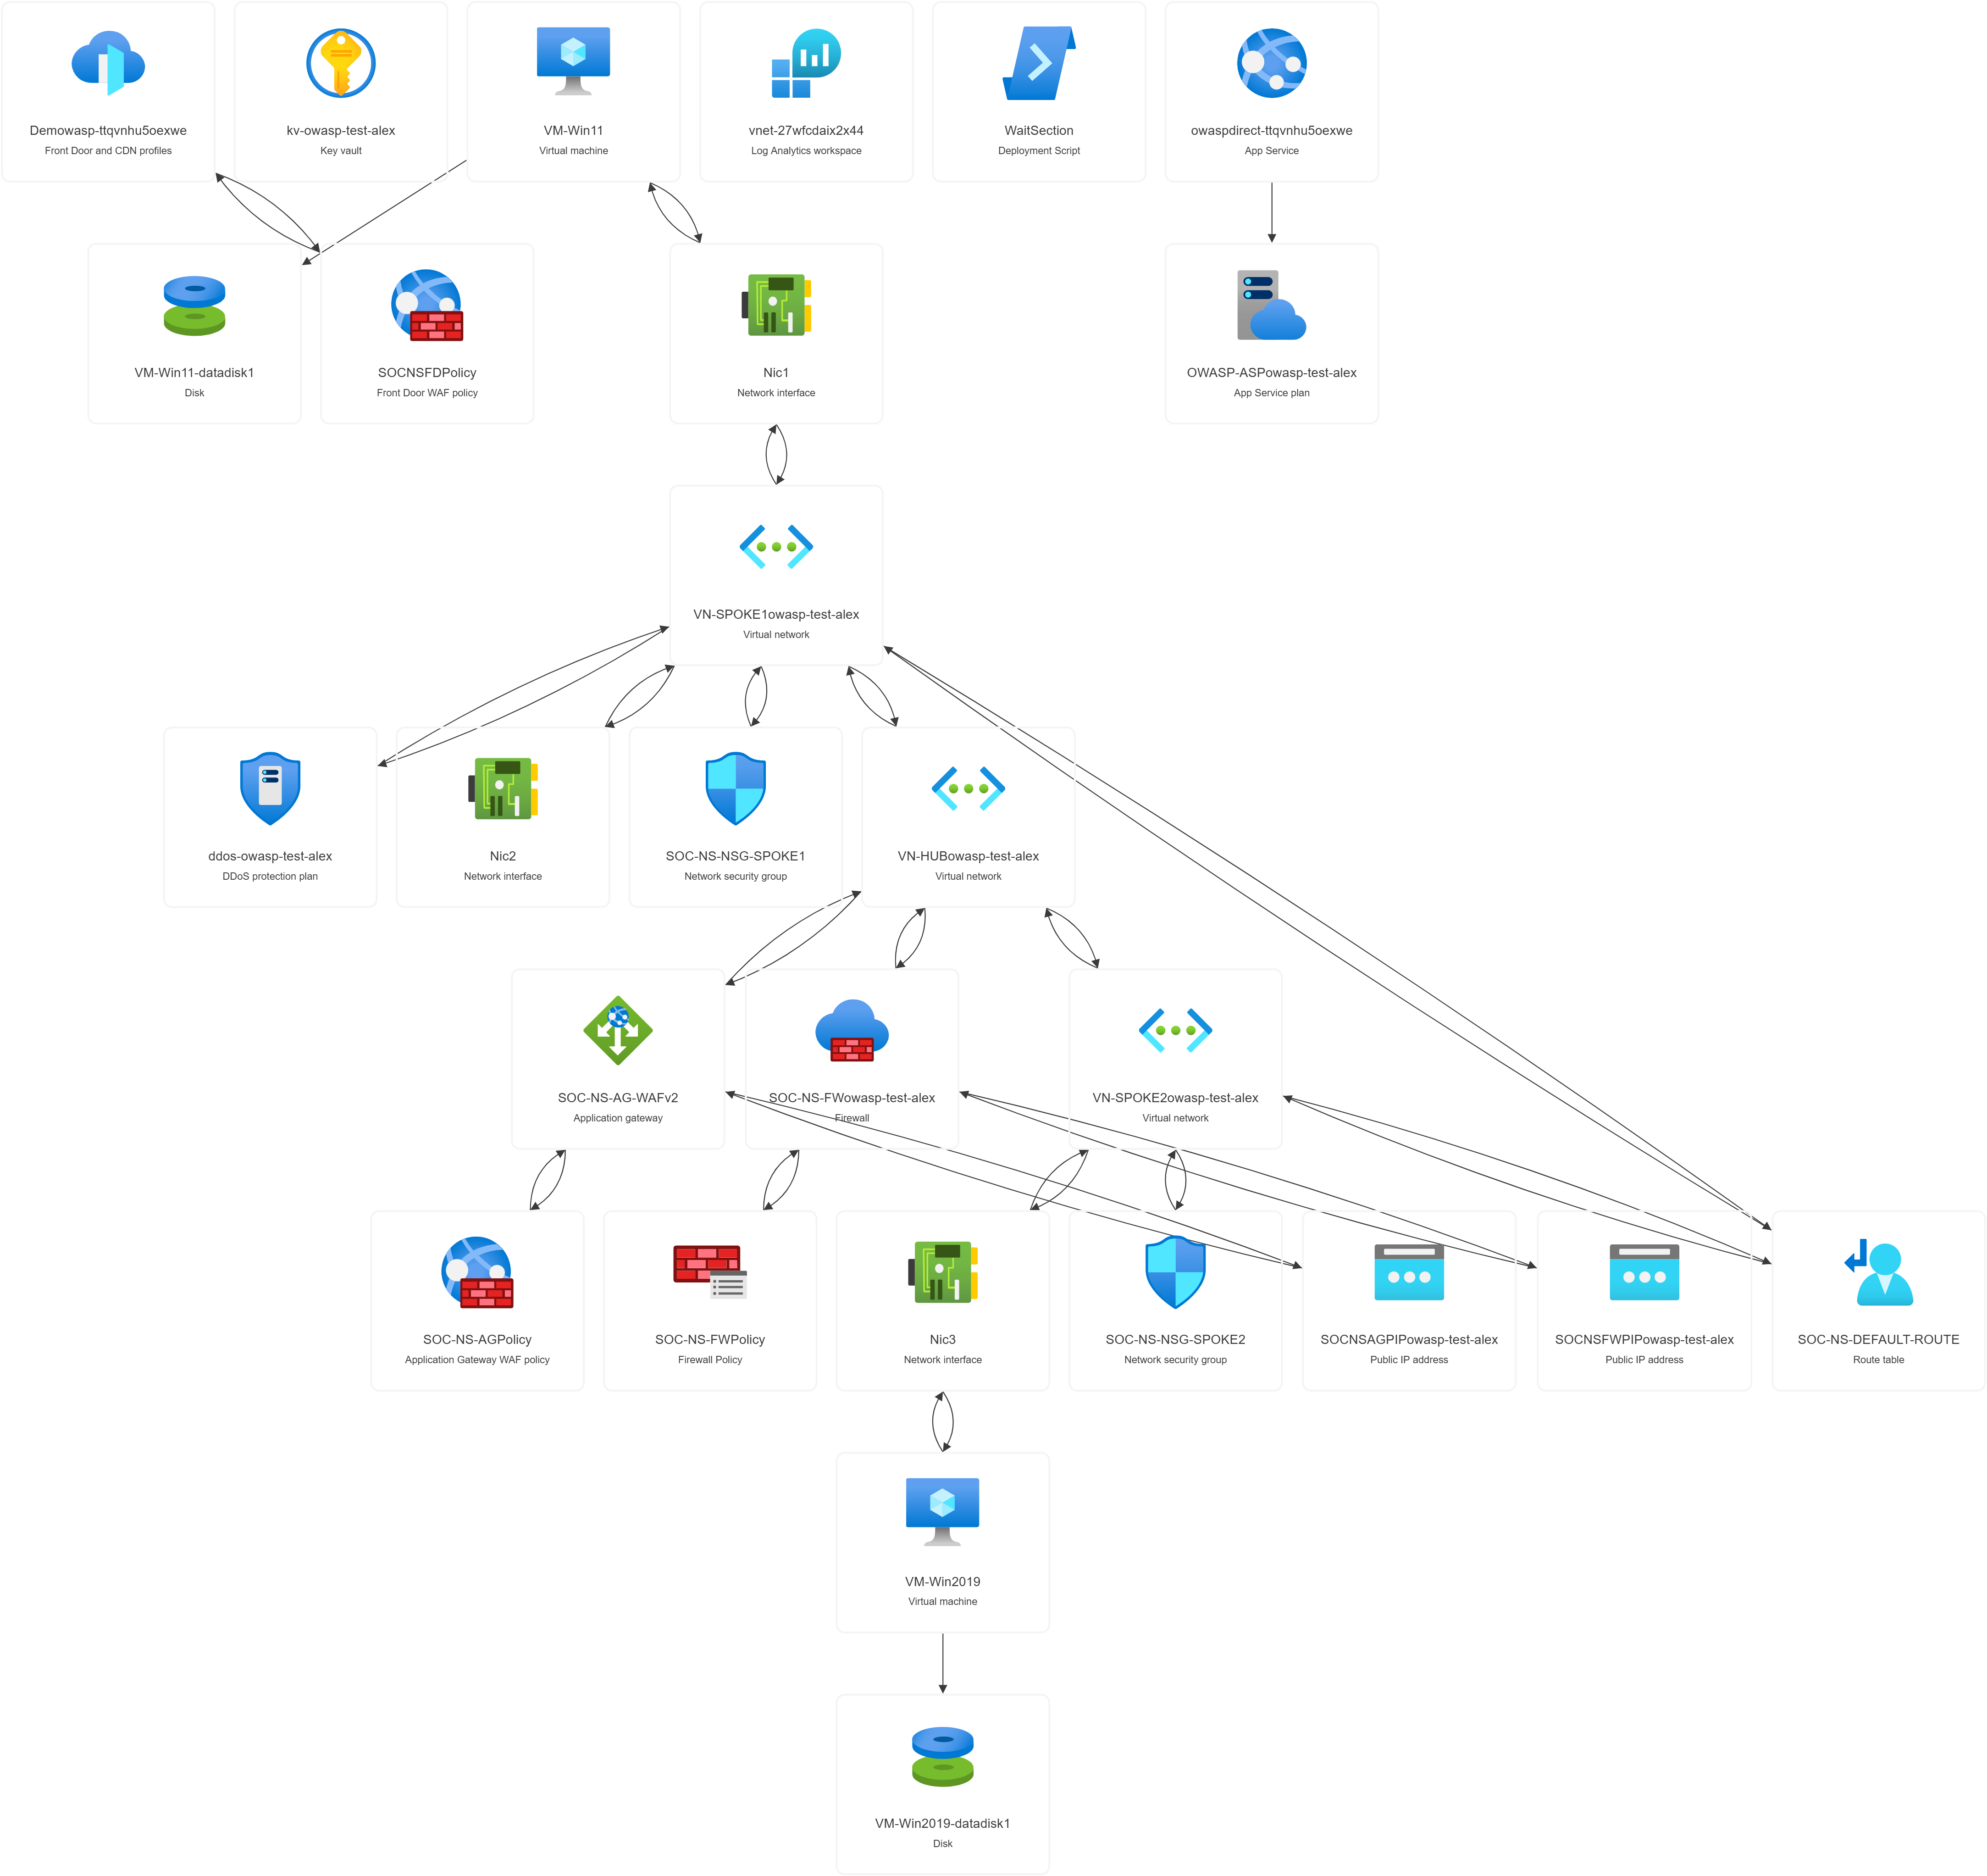 Demowasp-ttqvnhu5oexwe
Front Door and CDN profiles
kv-owasp-test-alex
Key vault
VM-Win11
Virtual machine
vnet-27wfcdaix2x44
Log Analytics workspace
WaitSection
Deployment Script
owaspdirect-ttqvnhu5oexwe
App Service
VM-Win11-datadisk1
Disk
SOCNSFDPolicy
Front Door WAF policy
Nic1
Network interface
OWASP-ASPowasp-test-alex
App Service plan
VN-SPOKE1owasp-test-alex
Virtual network
ddos-owasp-test-alex
DDoS protection plan
Nic2
Network interface
SOC-NS-NSG-SPOKE1
Network security group
VN-HUBowasp-test-alex
Virtual network
SOC-NS-AG-WAFv2
Application gateway
SOC-NS-FWowasp-test-alex
Firewall
VN-SPOKE2owasp-test-alex
Virtual network
SOC-NS-AGPolicy
Application Gateway WAF policy
SOC-NS-FWPolicy
Firewall Policy
Nic3
Network interface
SOC-NS-NSG-SPOKE2
Network security group
SOCNSAGPIPowasp-test-alex
Public IP address
SOCNSFWPIPowasp-test-alex
Public IP address
SOC-NS-DEFAULT-ROUTE
Route table
VM-Win2019
Virtual machine
VM-Win2019-datadisk1
Disk